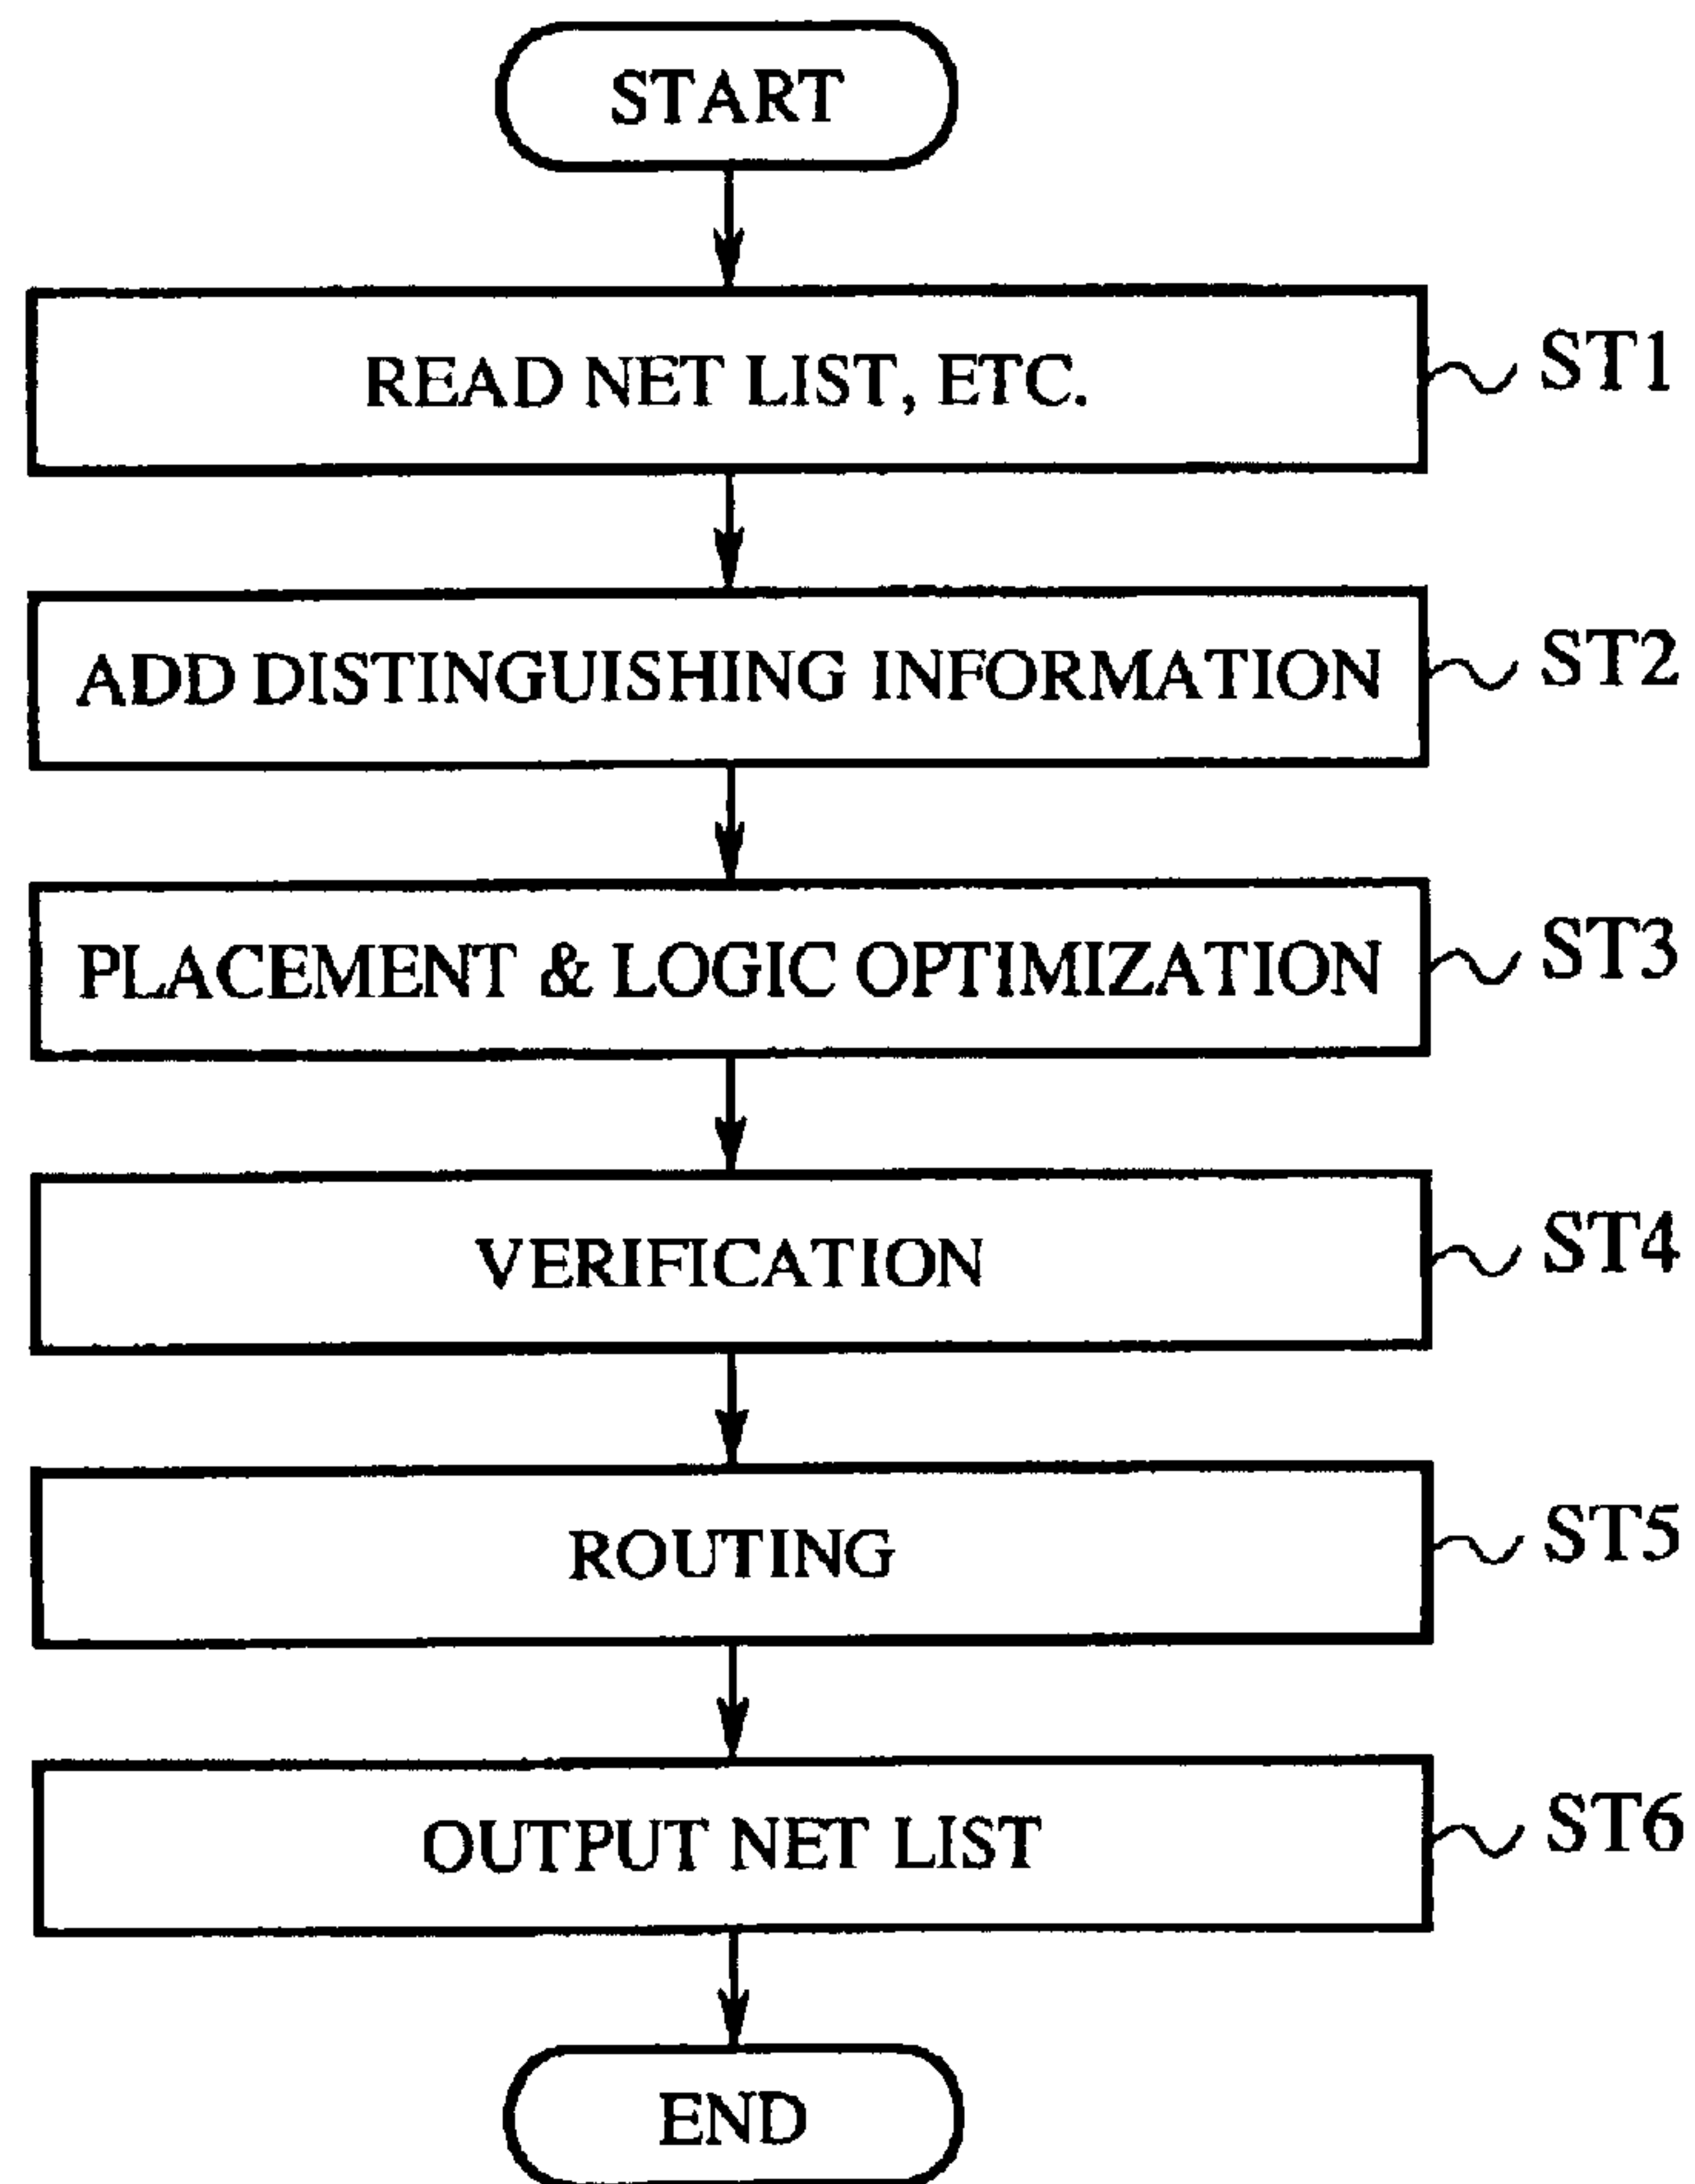 START
READ NET LIST, ETC.
ST1
ADD DISTINGUISHING INFORMATION
ST2
PLACEMENT & LOGIC OPTIMIZATION
ST3
VERIFICATION
ST4
ROUTING
ST5
OUTPUT NET LIST
ST6
END